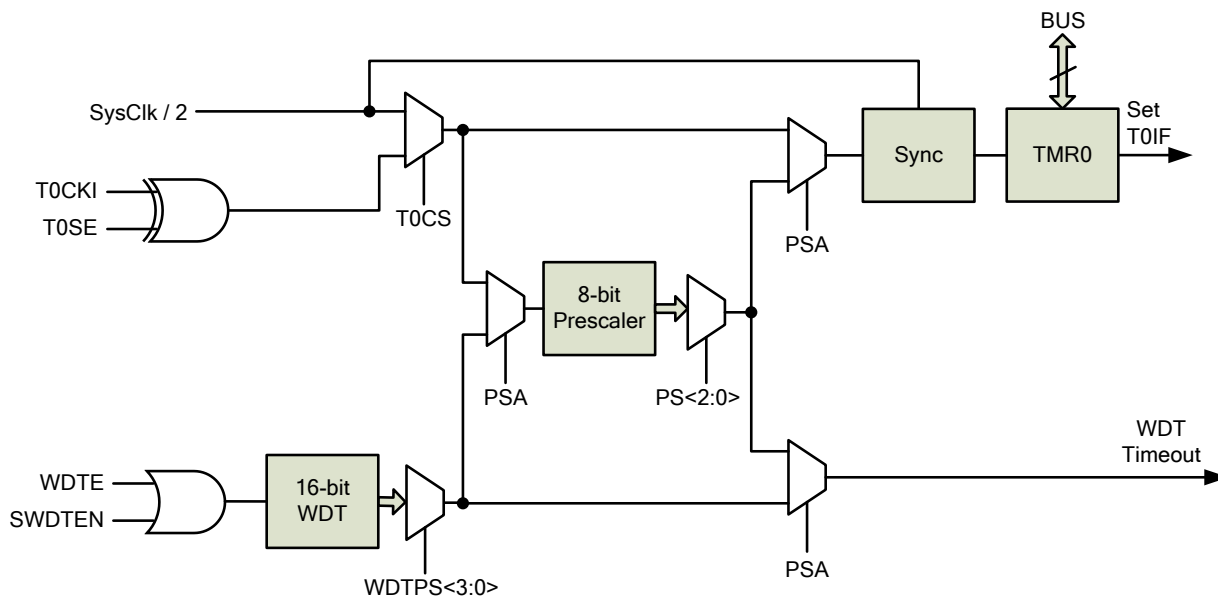 BUS
SysClk / 2
Set
T0IF
Sync
TMR0
T0CKI
T0SE
T0CS
PSA
8-bit
Prescaler
PSA
PS<2:0>
WDT
Timeout
WDTE
SWDTEN
16-bit
WDT
WDTPS<3:0>
PSA